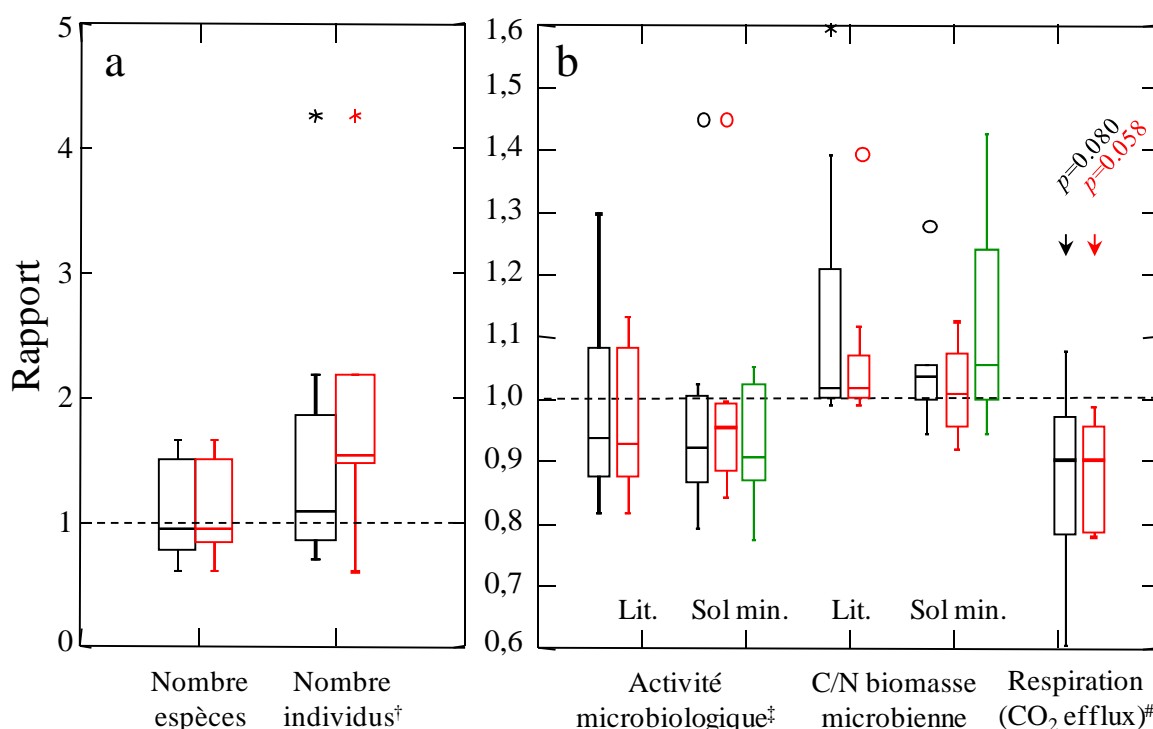 a
Rapport
5
4
3
2
1
0
Nombre
espèces
Nombre
individus†
b
1,6
1,5
1,4
1,3
1,2
1,1
1,0
0,9
0,8
0,7
0,6
p=0.080
p=0.058
Lit.
Sol min.
Lit.
Sol min.
Activité
microbiologique‡
C/N biomasse
microbienne
Respiration
(CO2 efflux)#